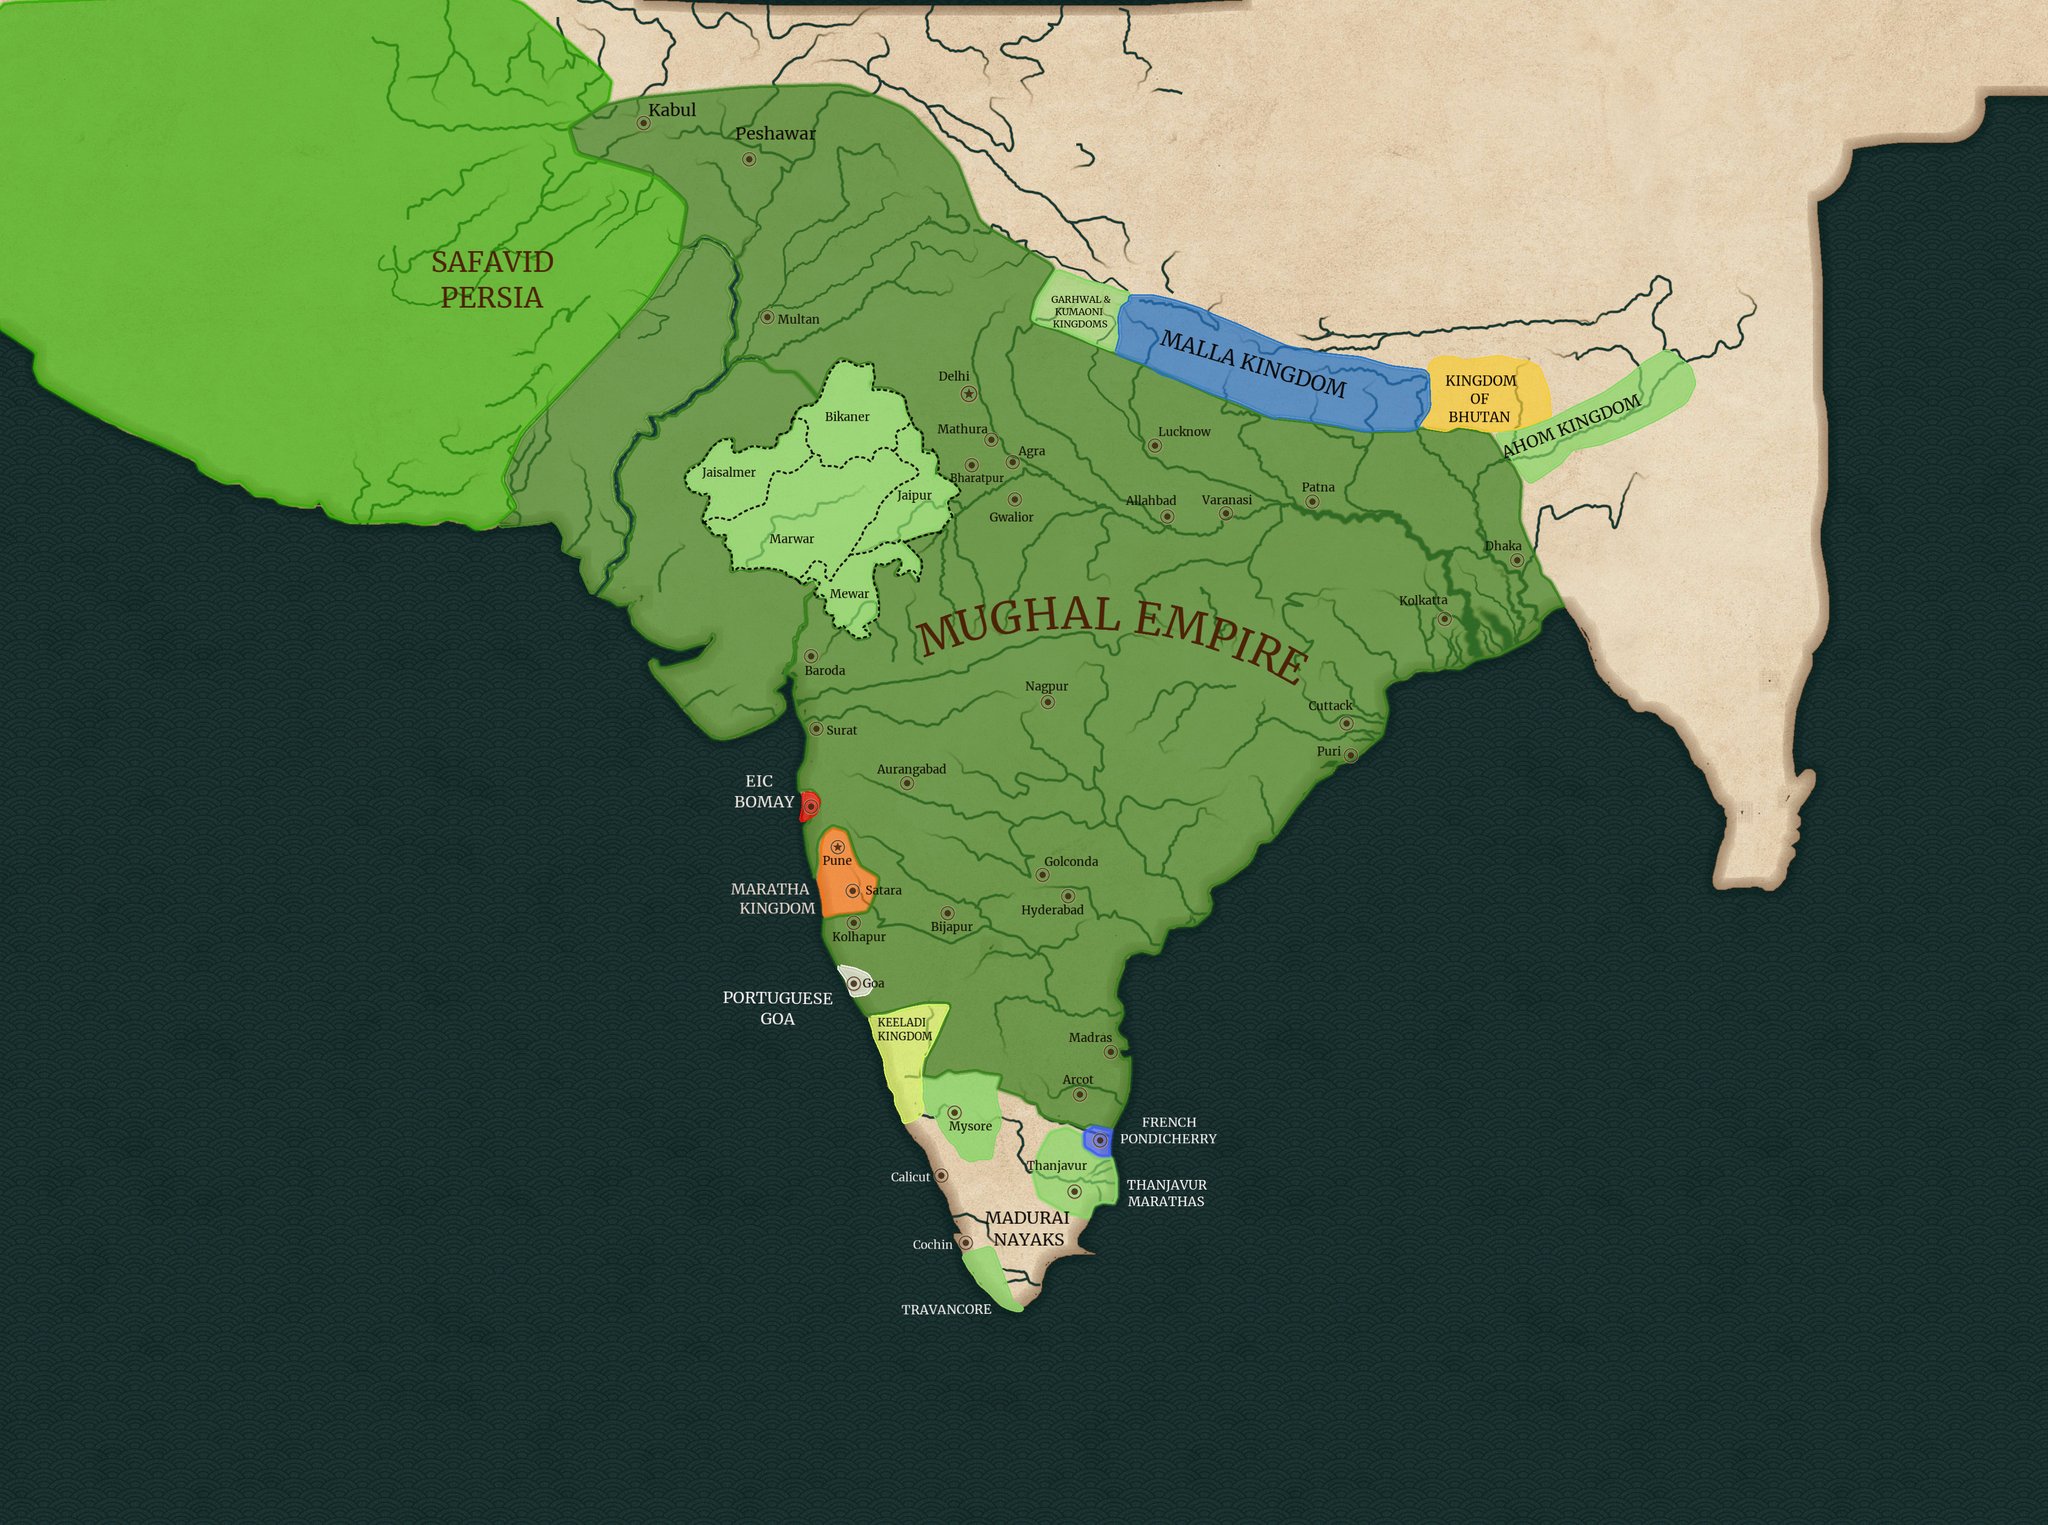 Kabul
Peshawar
SAFAVID
PERSIA
Multan
GARHWAL &
KUMAONI
KINGDOMS
MALLA KINGDOM
KINGDOM
OF
BHUTAN
AHOM KINGDOM
Delhi
Bikaner
Mathura
Lucknow
Agra
Jaisalmer
Bharatpur
Jaipur
Allahbad
Varanasi
Patna
Gwalior
Marwar
Dhaka
Mewar
Kolkatta
MUGHAL EMPIRE
Baroda
Nagpur
Cuttack
Surat
Puri
Aurangabad
EIC
BOMAY
Pune
Golconda
MARATHA
KINGDOM
Satara
Hyderabad
Bijapur
Kolhapur
Goa
PORTUGUESE
GOA
KEELADI
KINGDOM
Madras
Arcot
Mysore
FRENCH
PONDICHERRY
Thanjavur
Calicut
THANJAVUR
MARATHAS
MADURAI
NAYAKS
Cochin
TRAVANCORE